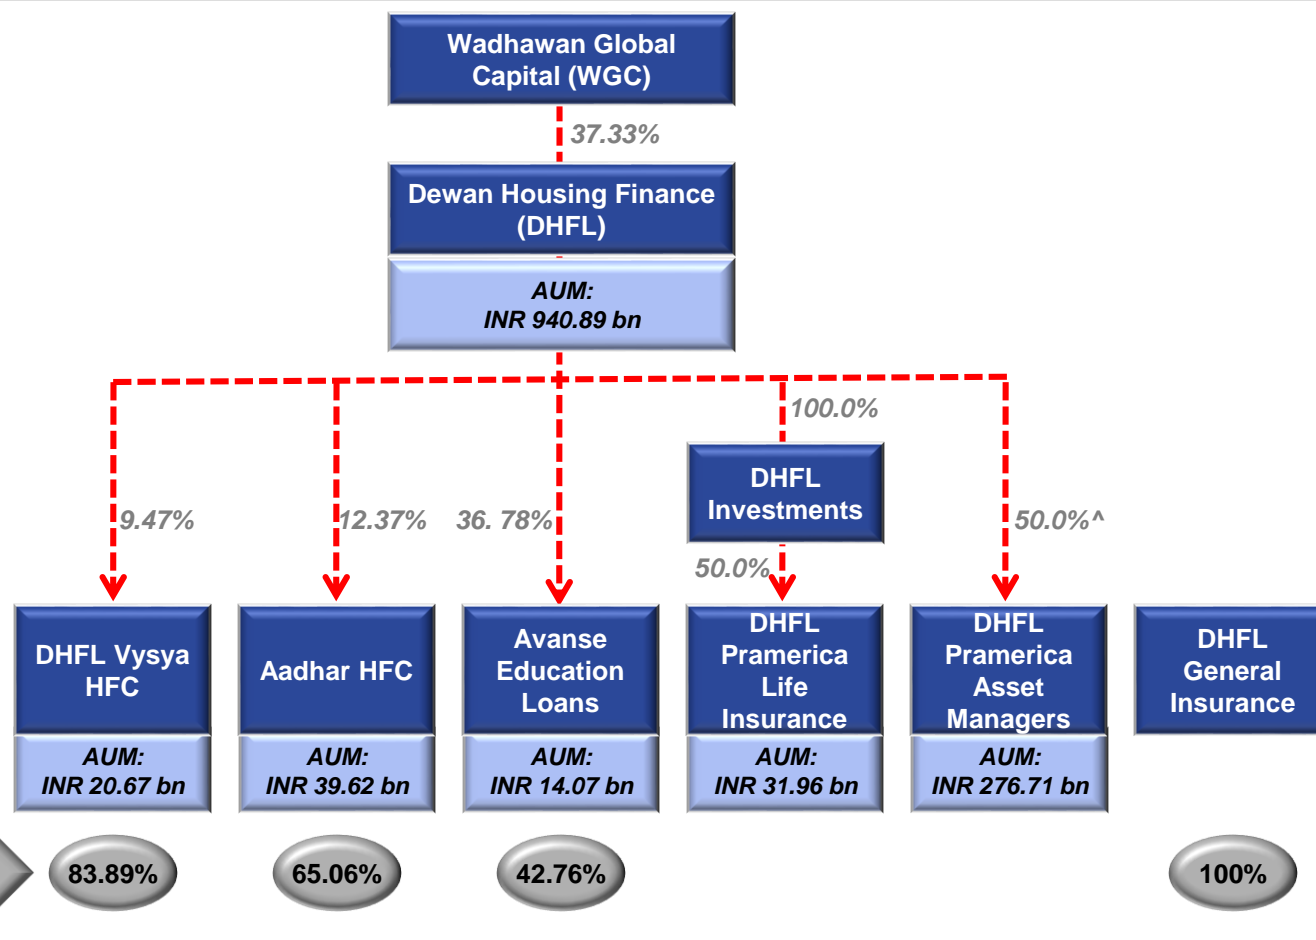 Wadhawan Global
Capital (WGC)
37.33%
Dewan Housing Finance
(DHFL)
AUM:
INR 940.89 bn
100.0%
DHFL
Investments
9.47%
12.37%
36. 78%
50.0%^
50.0%
DHFL Vysya
HFC
AUM:
INR 20.67 bn
Aadhar HFC
AUM:
INR 39.62 bn
Avanse
Education
Loans
AUM:
INR 14.07 bn
DHFL
Pramerica
Life
Insurance
AUM:
INR 31.96 bn
DHFL
Pramerica
Asset
Managers
AUM:
INR 276.71 bn
DHFL
General
Insurance
83.89%
65.06%
42.76%
100%